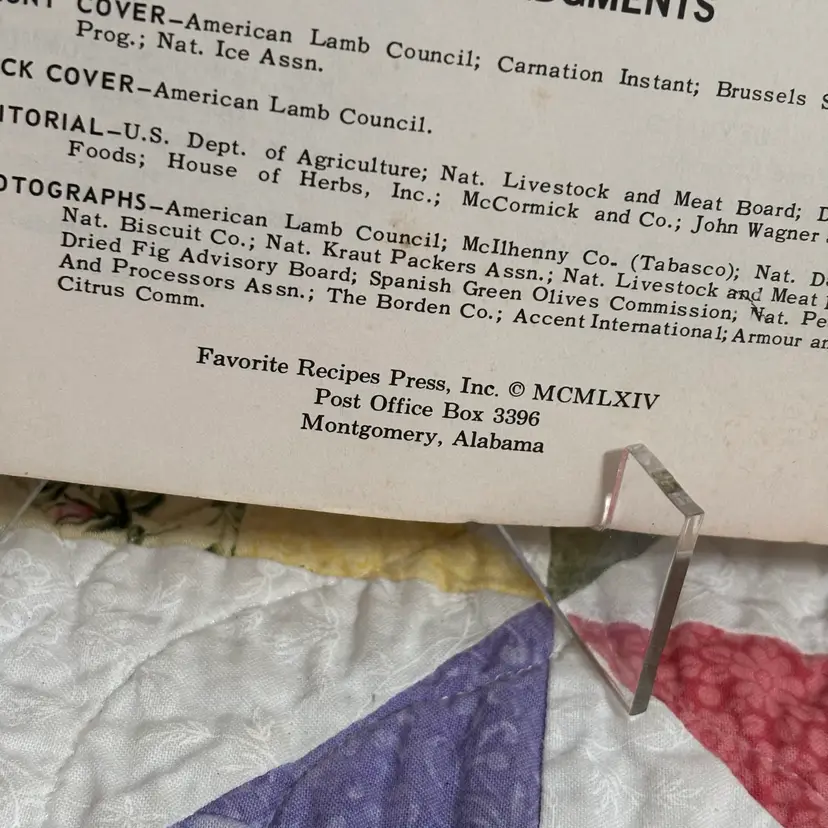 COVER—American Lamb Council; Carnation Instant; Brussels
Prog.; Nat. Ice Assn.
CK COVER—American Lamb Council.
ITORIAL—U.S. Dept. of Agriculture; Nat. Livestock and Meat Board;
Foods; House of Herbs, Inc.; McCormick and Co.; John Wagner
OTOGRAPHS—American Lamb Council; McIlhenny Co. (Tabasco); Nat.
Nat. Biscuit Co.; Nat. Kraut Packers Assn.; Nat. Livestock and Meat
Dried Fig Advisory Board; Spanish Green Olives Commission; Nat. Pe
And Processors Assn.; The Borden Co.; Accent International; Armour an
Citrus Comm.
Favorite Recipes Press, Inc. © MCMLXIV
Post Office Box 3396
Montgomery, Alabama